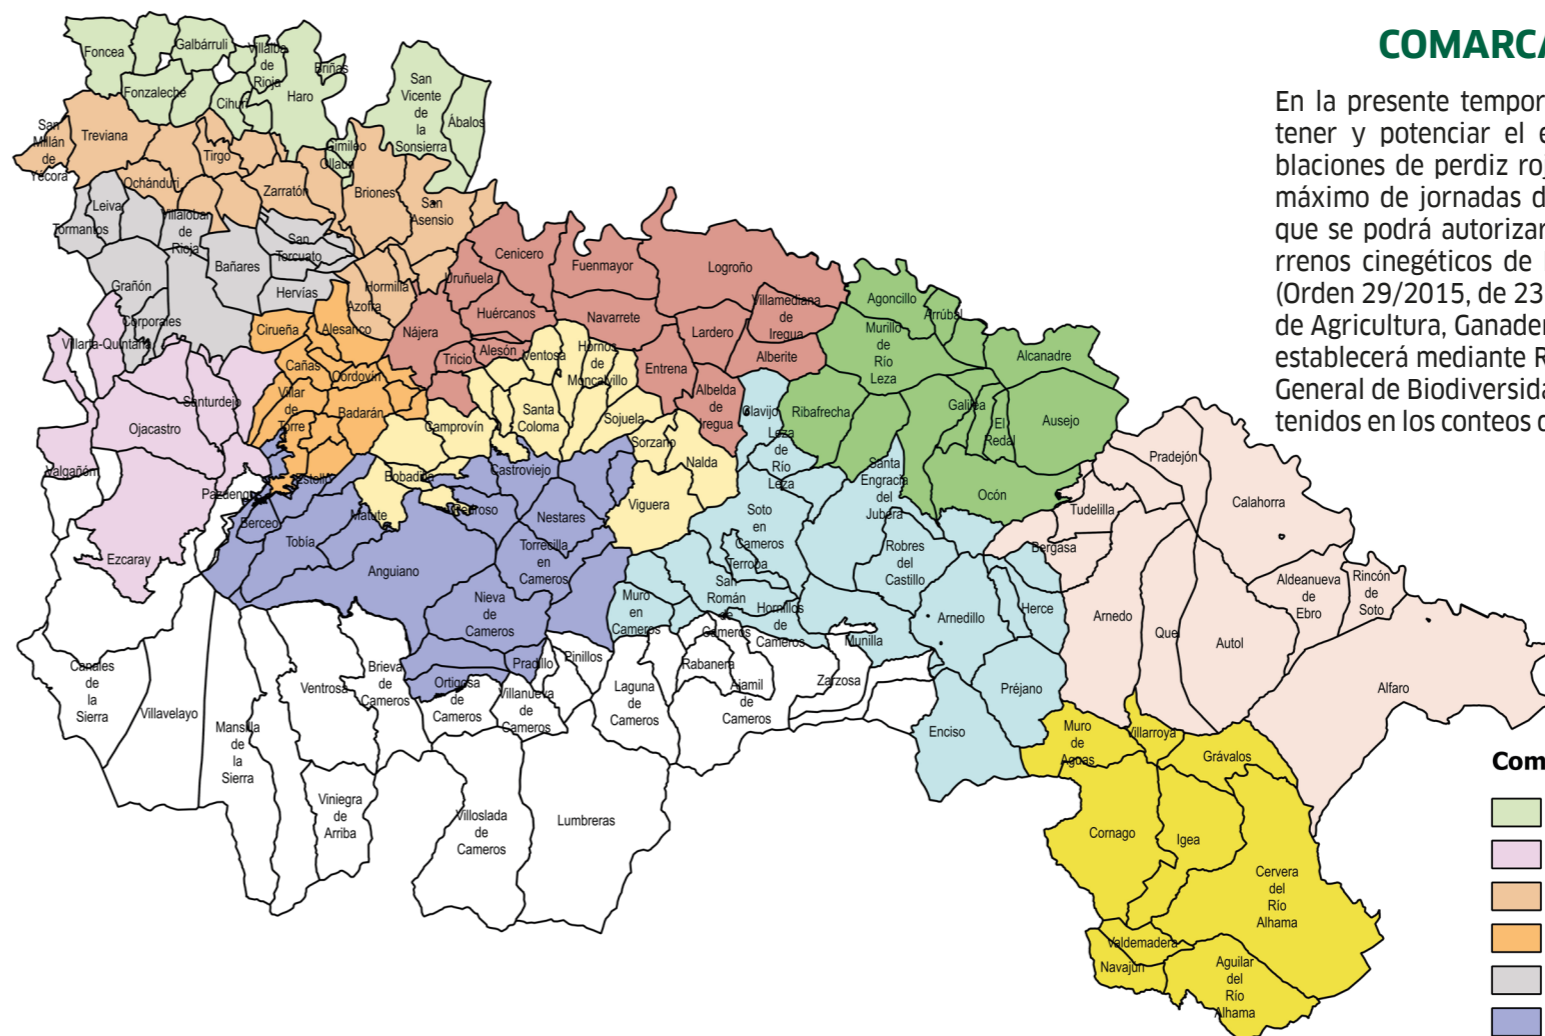 COMARCA
En la presente tempor
tener y potenciar el e
blaciones de perdiz roj
máximo de jornadas d
que se podrá autorizar
rrenos cinegéticos de
(Orden 29/2015, de 23
de Agricultura, Ganader
establecerá mediante R
General de Biodiversida
tenidos en los conteos
Foncea
Galbárruli
Villalba
de
Rioja
Briñas
Fonzaleche
Cihuri
Haro
San
Vicente
de
la
Sonsierra
Ábalos
San
Millán
de
Yécora
Treviana
Tirgo
Gimileo
Ollauri
Ochánduri
Zarratón
Briones
San
Asensio
Leiva
Tormantos
Villalobar
de
Rioja
San
Torcuato
Bañares
Grañón
Hervías
Hormilla
Azofra
Corporales
Cirueña
Alesanco
Villarta-Quintana
Cañas
Cordovín
Villar
de
Torre
Badarán
Santurdejo
Ojacastro
Valgañón
Pazuengos
Estollo
Ezcaray
Berceo
Tobía
Matute
Anguiano
Cenicero
Uruñuela
Huércanos
Nájera
Tricio
Alesón
Fuenmayor
Navarrete
Logroño
Lardero
Villamediana
de
Iregua
Alberite
Entrena
Albelda
de
Iregua
Ventosa
Hornos
de
Moncalvillo
Santa
Coloma
Sojuela
Camprovín
Sorzano
Nalda
Bobadilla
Viguera
Castroviejo
Pedroso
Nestares
Torrecilla
en
Cameros
Nieva
de
Cameros
Pradillo
Pinillos
Ortigosa
de
Cameros
Villanueva
de
Cameros
Agoncillo
Arrúbal
Murillo
de
Río
Leza
Alcanadre
Ribafrecha
Galilea
El
Redal
Ausejo
Ocón
Clavijo
Leza
de
Río
Leza
Santa
Engracia
del
Jubera
Soto
en
Cameros
Terroba
San
Román
de
Cameros
Hornillos
de
Cameros
Muro
en
Cameros
Robres
del
Castillo
Munilla
Arnedillo
Herce
Préjano
Enciso
Rabanera
Ajamil
de
Cameros
Laguna
de
Cameros
Zarzosa
Canales
de
la
Sierra
Villavelayo
Mansilla
de
la
Sierra
Ventrosa
Brieva
de
Cameros
Viniegra
de
Arriba
Villoslada
de
Cameros
Lumbreras
Pradejón
Calahorra
Tudelilla
Bergasa
Arnedo
Quel
Autol
Aldeanueva
de
Ebro
Rincón
de
Soto
Alfaro
Muro
de
Aguas
Villarroya
Grávalos
Cornago
Igea
Cervera
del
Río
Alhama
Valdemadera
Navajún
Aguilar
del
Río
Alhama
Com